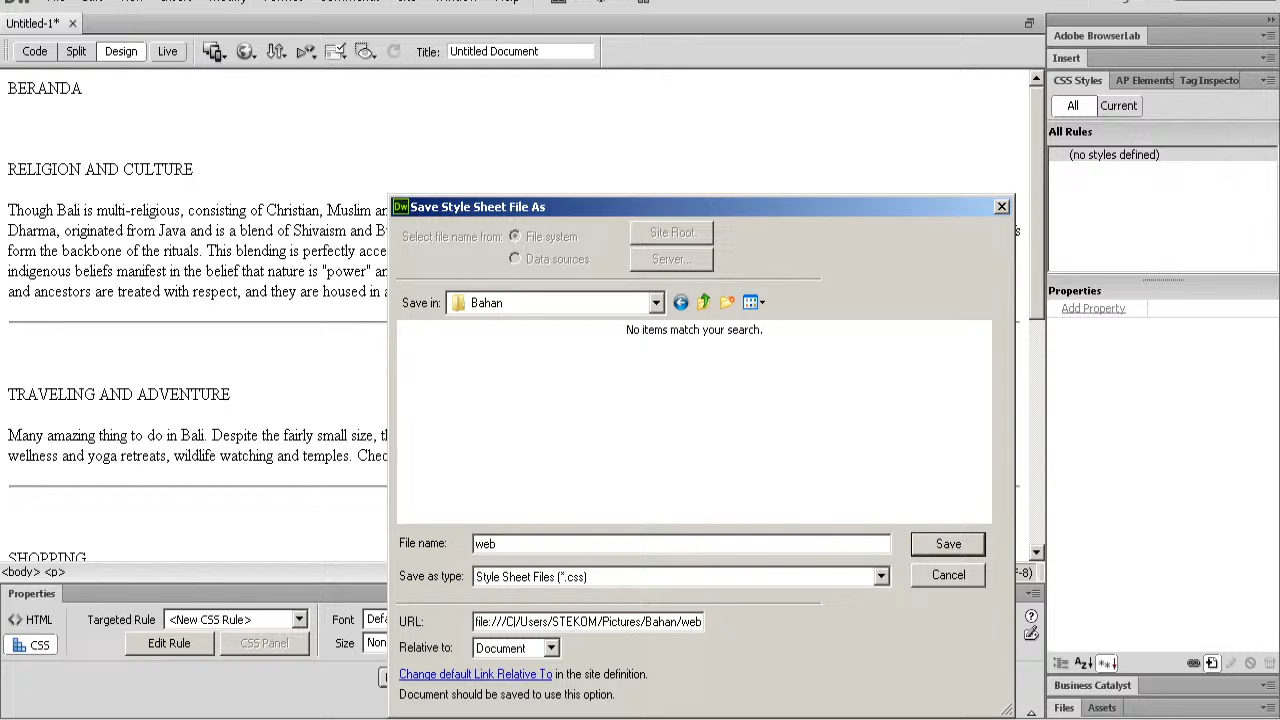 Untitled-1*
Code Split Design Live Title: Untitled Document
BERANDA
RELIGION AND CULTURE
Though Bali is multi-religious, consisting of Christian, Muslim an
Dharma, originated from Java and is a blend of Shivaism and B
form the backbone of the rituals. This blending is perfectly acce
indigenous beliefs manifest in the belief that nature is "power" an
and ancestors are treated with respect, and they are housed in a
TRAVELING AND ADVENTURE
Many amazing thing to do in Bali. Despite the fairly small size, t
wellness and yoga retreats, wildlife watching and temples. Chec
SHOPPING
<body> <p>
Properties
HTML
CSS
Targeted Rule <New CSS Rule>
Edit Rule CSS Panel
Font Defa
Size Non
Dw Save Style Sheet File As
Select file name from: File system Site Root
Data sources Server...
Save in: Bahan
No items match your search.
File name: web Save
Save as type: Style Sheet Files (*.css) Cancel
URL: file:///C|/Users/STEKOM/Pictures/Bahan/web
Relative to: Document
Change default Link Relative To in the site definition.
Document should be saved to use this option.
Adobe BrowserLab
Insert
CSS Styles AP Elements Tag Inspecto
All Current
All Rules
(no styles defined)
Properties
Add Property
Business Catalyst
Files Assets